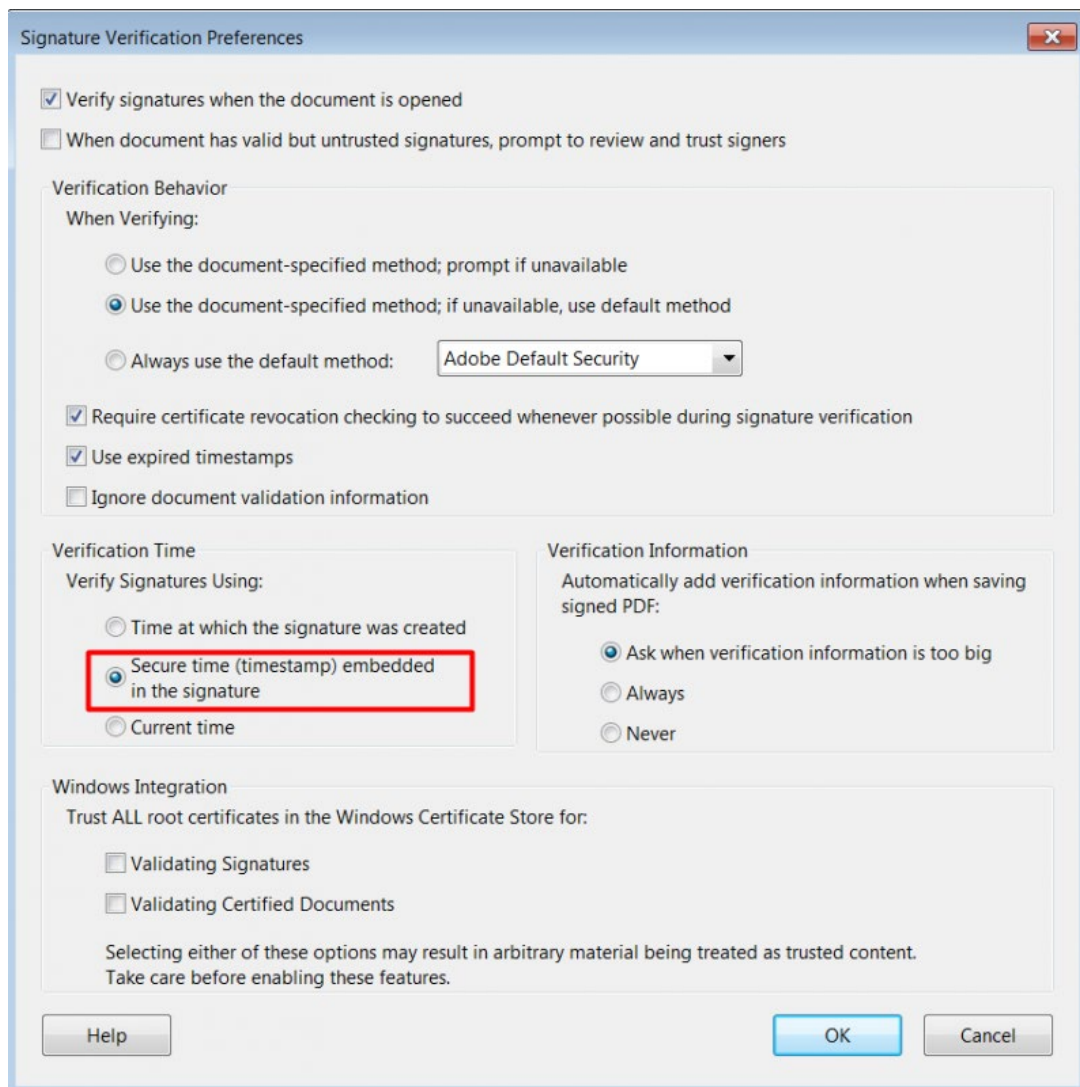 Signature Verification Preferences
Verify signatures when the document is opened
When document has valid but untrusted signatures, prompt to review and trust signers
Verification Behavior
When Verifying:
Use the document-specified method; prompt if unavailable
Use the document-specified method; if unavailable, use default method
Always use the default method:
Adobe Default Security
Require certificate revocation checking to succeed whenever possible during signature verification
Use expired timestamps
Ignore document validation information
Verification Time
Verify Signatures Using:
Time at which the signature was created
Secure time (timestamp) embedded
in the signature
Current time
Verification Information
Automatically add verification information when saving
signed PDF:
Ask when verification information is too big
Always
Never
Windows Integration
Trust ALL root certificates in the Windows Certificate Store for:
Validating Signatures
Validating Certified Documents
Selecting either of these options may result in arbitrary material being treated as trusted content.
Take care before enabling these features.
Help
OK
Cancel